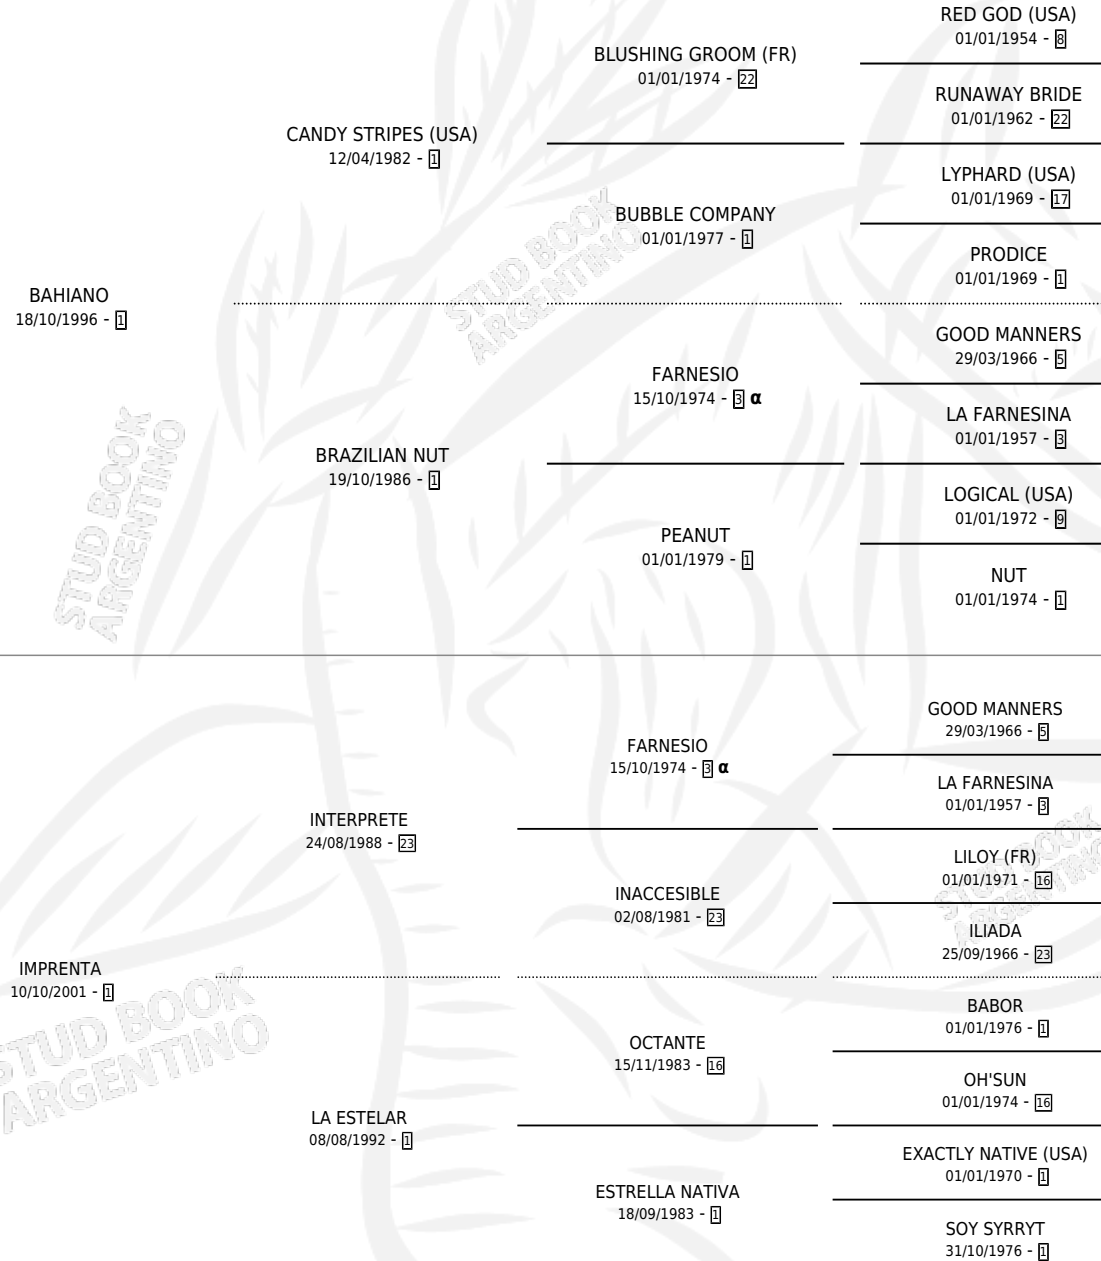 RED GOD (USA)
01/01/1954 - 8
BLUSHING GROOM (FR)
01/01/1974 - 22
RUNAWAY BRIDE
01/01/1962 - 22
CANDY STRIPES (USA)
12/04/1982 - 1
LYPHARD (USA)
01/01/1969 - 17
BUBBLE COMPANY
01/01/1977 - 1
PRODICE
01/01/1969 - 1
BAHIANO
18/10/1996 - 1
GOOD MANNERS
29/03/1966 - 5
FARNESIO
15/10/1974 - 3 α
LA FARNESINA
01/01/1957 - 3
BRAZILIAN NUT
19/10/1986 - 1
LOGICAL (USA)
01/01/1972 - 9
PEANUT
01/01/1979 - 1
NUT
01/01/1974 - 1
GOOD MANNERS
29/03/1966 - 5
FARNESIO
15/10/1974 - 3 α
LA FARNESINA
01/01/1957 - 3
INTERPRETE
24/08/1988 - 23
LILOY (FR)
01/01/1971 - 16
INACCESIBLE
02/08/1981 - 23
ILIADA
25/09/1966 - 23
IMPRENTA
10/10/2001 - 1
BABOR
01/01/1976 - 1
OCTANTE
15/11/1983 - 16
OH'SUN
01/01/1974 - 16
LA ESTELAR
08/08/1992 - 1
EXACTLY NATIVE (USA)
01/01/1970 - 1
ESTRELLA NATIVA
18/09/1983 - 1
SOY SYRRYT
31/10/1976 - 1
STUD BOOK
ARGENTINO
STUD BOOK
ARGENTINO
STUD BOOK
ARGENTINO
STUD BOOK
ARGENTINO